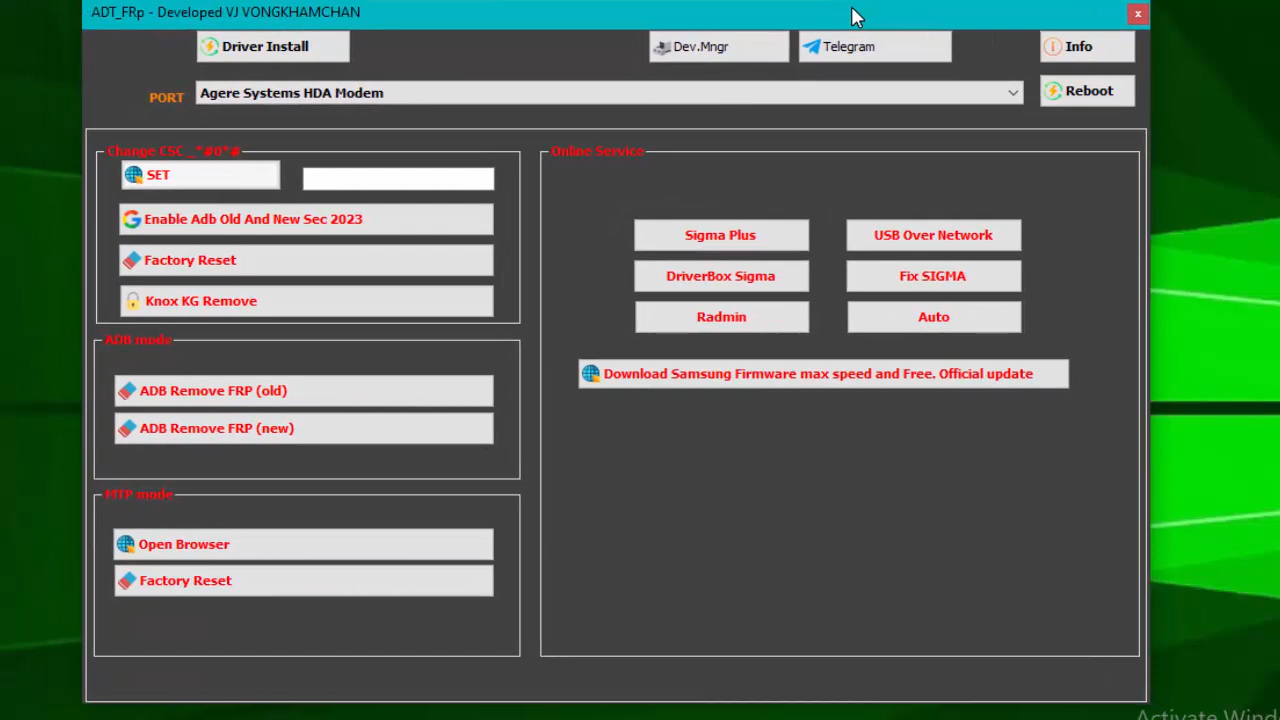 ADT_FRp - Developed VJ VONGKHAMCHAN
x
Driver Install
Dev.Mngr
Telegram
Info
PORT
Agere Systems HDA Modem
Reboot
Change CSC _*#0*#
SET
Enable Adb Old And New Sec 2023
Factory Reset
Knox KG Remove
ADB mode
ADB Remove FRP (old)
ADB Remove FRP (new)
MTP mode
Open Browser
Factory Reset
Online Service
Sigma Plus
USB Over Network
DriverBox Sigma
Fix SIGMA
Radmin
Auto
Download Samsung Firmware max speed and Free. Official update
Activate Wind